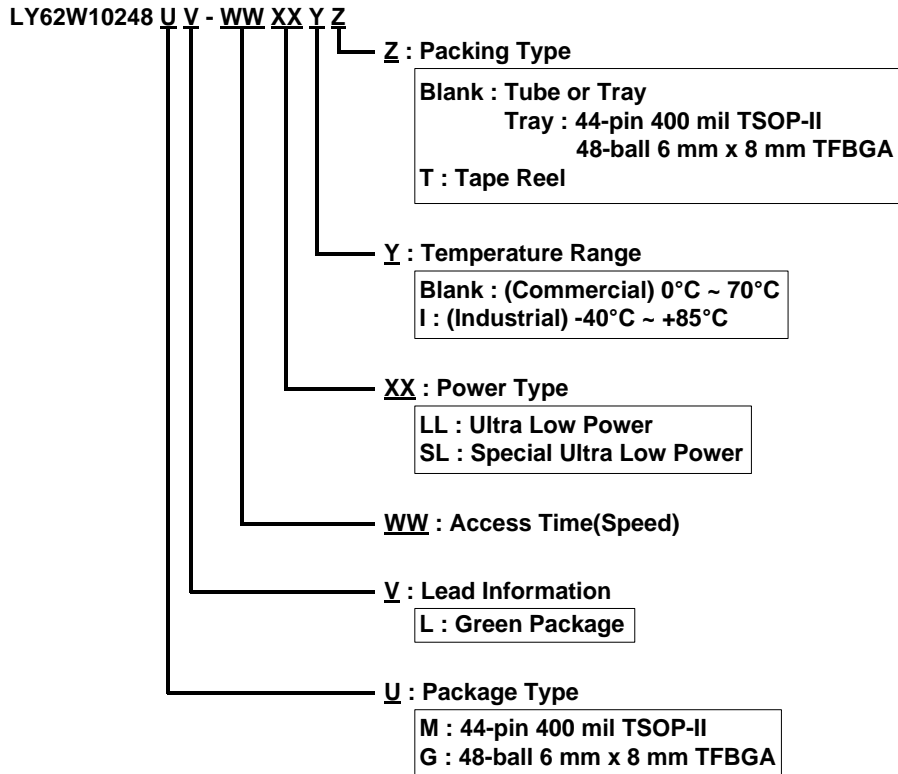 LY62W10248 U V - WW XX Y Z
Z : Packing Type
Blank : Tube or Tray
Tray : 44-pin 400 mil TSOP-II
48-ball 6 mm x 8 mm TFBGA
T : Tape Reel
Y : Temperature Range
Blank : (Commercial) 0°C ~ 70°C
I : (Industrial) -40°C ~ +85°C
XX : Power Type
LL : Ultra Low Power
SL : Special Ultra Low Power
WW : Access Time(Speed)
V : Lead Information
L : Green Package
U : Package Type
M : 44-pin 400 mil TSOP-II
G : 48-ball 6 mm x 8 mm TFBGA